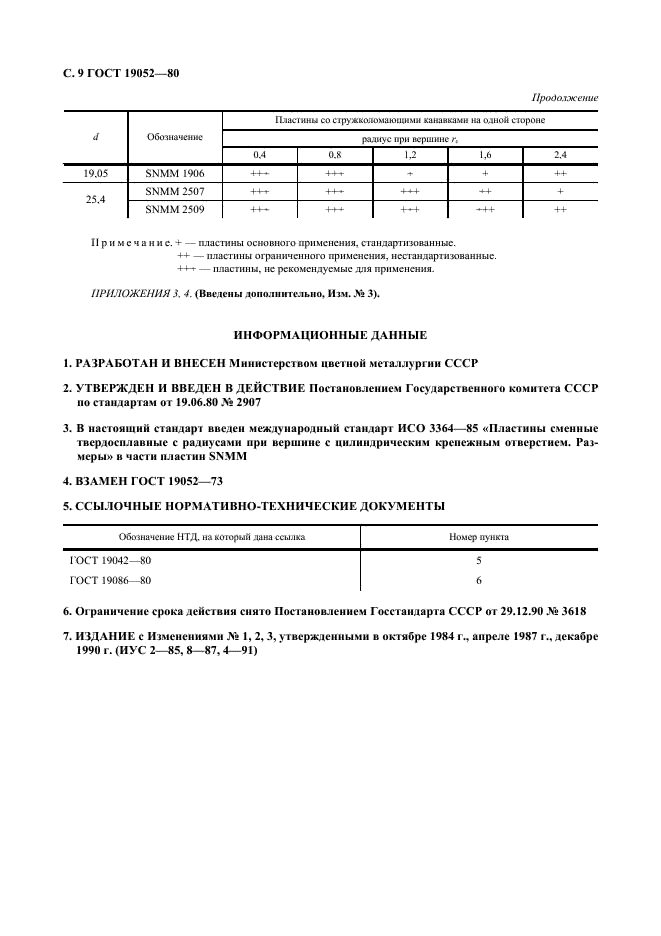 С. 9 ГОСТ 19052—80
Продолжение
d
Обозначение
Пластины со стружколомающими канавками на одной стороне
радиус при вершине rε
0,4 0,8 1,2 1,6 2,4
19,05 SNMM 1906 +++ +++ + + ++
25,4 SNMM 2507 +++ +++ +++ ++ +
SNMM 2509 +++ +++ +++ +++ ++
Примечание. + — пластины основного применения, стандартизованные.
++ — пластины ограниченного применения, нестандартизованные.
+++ — пластины, не рекомендуемые для применения.
ПРИЛОЖЕНИЯ 3, 4. (Введены дополнительно, Изм. № 3).
ИНФОРМАЦИОННЫЕ ДАННЫЕ
1. РАЗРАБОТАН И ВНЕСЕН Министерством цветной металлургии СССР
2. УТВЕРЖДЕН И ВВЕДЕН В ДЕЙСТВИЕ Постановлением Государственного комитета СССР
по стандартам от 19.06.80 № 2907
3. В настоящий стандарт введен международный стандарт ИСО 3364—85 «Пластины сменные
твердосплавные с радиусами при вершине с цилиндрическим крепежным отверстием. Раз-
меры» в части пластин SNMM
4. ВЗАМЕН ГОСТ 19052—73
5. ССЫЛОЧНЫЕ НОРМАТИВНО-ТЕХНИЧЕСКИЕ ДОКУМЕНТЫ
Обозначение НТД, на который дана ссылка Номер пункта
ГОСТ 19042—80 5
ГОСТ 19086—80 6
6. Ограничение срока действия снято Постановлением Госстандарта СССР от 29.12.90 № 3618
7. ИЗДАНИЕ с Изменениями № 1, 2, 3, утвержденными в октябре 1984 г., апреле 1987 г., декабре
1990 г. (ИУС 2—85, 8—87, 4—91)